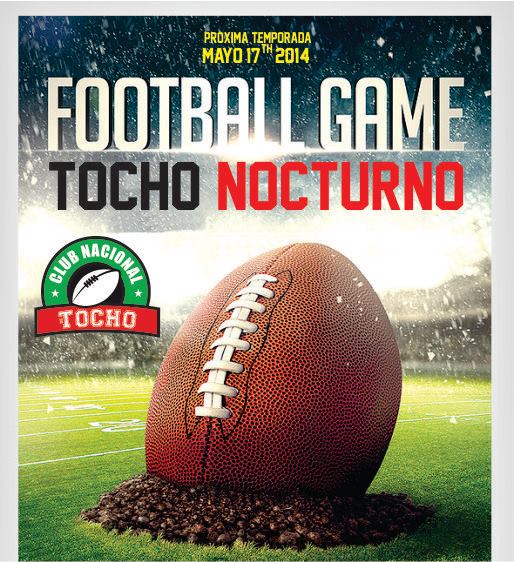 PROXIMA TEMPORADA
MAYO 17TH 2014
FOOTBALL GAME
TOCHO NOCTURNO
CLUB NACIONAL
TOCHO